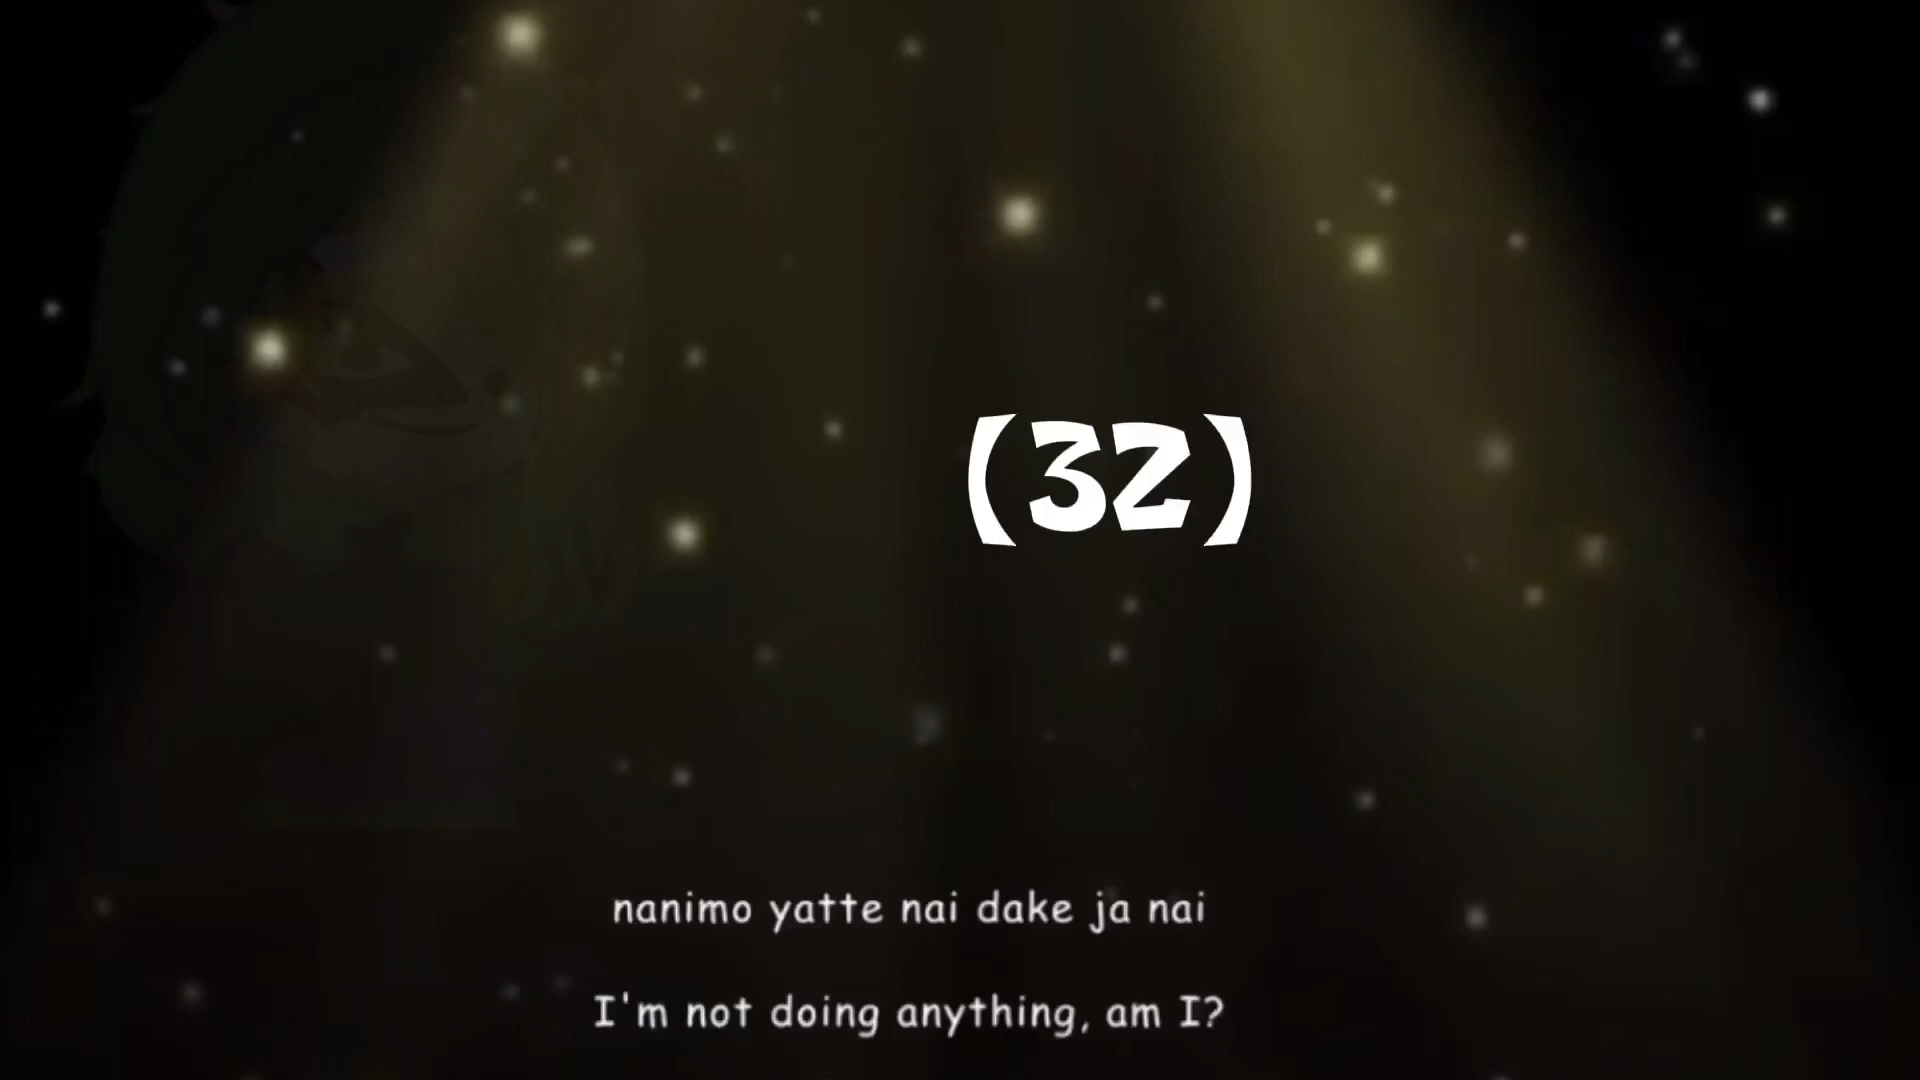 (32)
nanimo yatte nai dake ja nai
I'm not doing anything, am I?